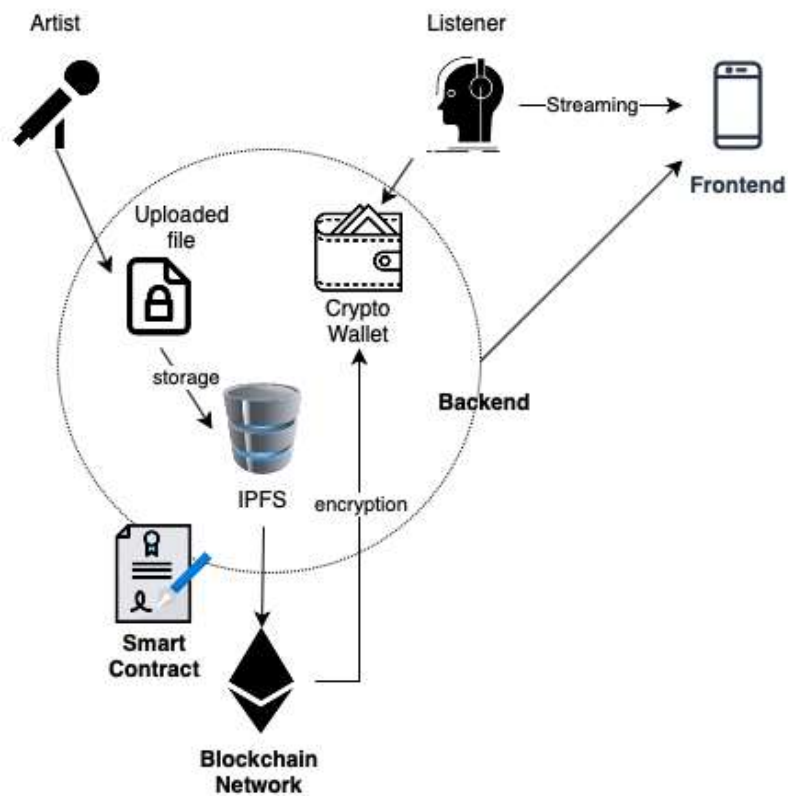 Artist
Listener
Streaming
Frontend
Uploaded
file
Crypto
Wallet
storage
Backend
IPFS
encryption
Smart
Contract
Blockchain
Network